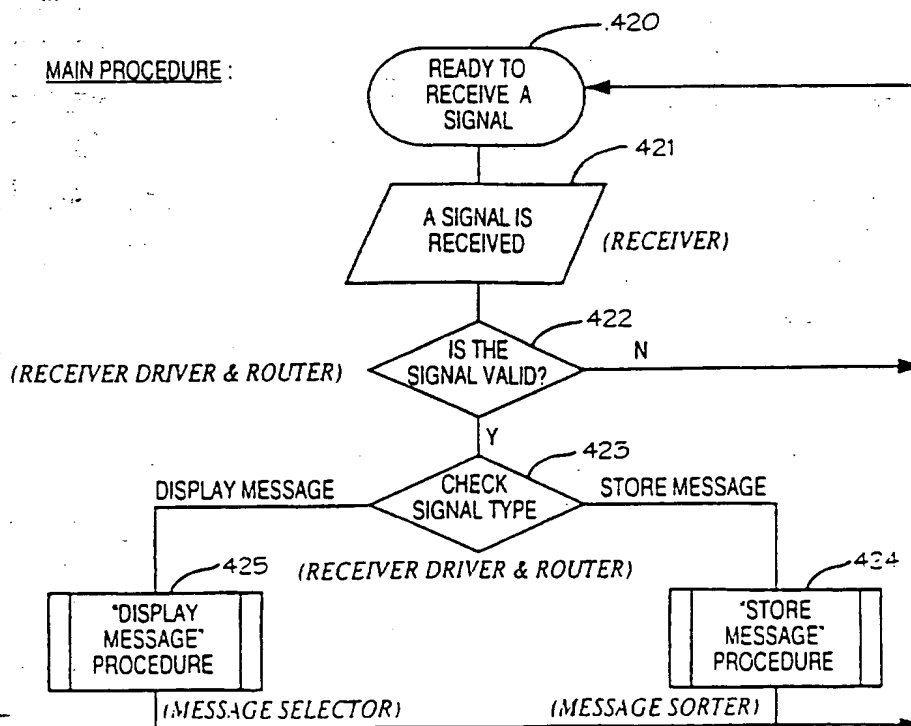 .420
MAIN PROCEDURE :
READY TO
RECEIVE A
SIGNAL
421
A SIGNAL IS
RECEIVED
(RECEIVER)
422
IS THE
SIGNAL VALID?
N
(RECEIVER DRIVER & ROUTER)
Y
423
CHECK
SIGNAL TYPE
DISPLAY MESSAGE
STORE MESSAGE
(RECEIVER DRIVER & ROUTER)
425
"DISPLAY
MESSAGE"
PROCEDURE
(MESSAGE SELECTOR)
424
"STORE
MESSAGE"
PROCEDURE
(MESSAGE SORTER)